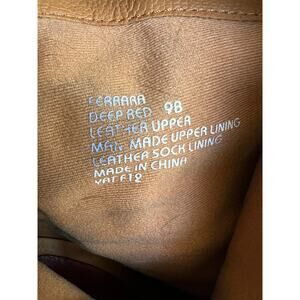 FERRARA
DEEP RED 9B
LEATHER UPPER
MAN MADE UPPER LINING
LEATHER SOCK LINING
MADE IN CHINA